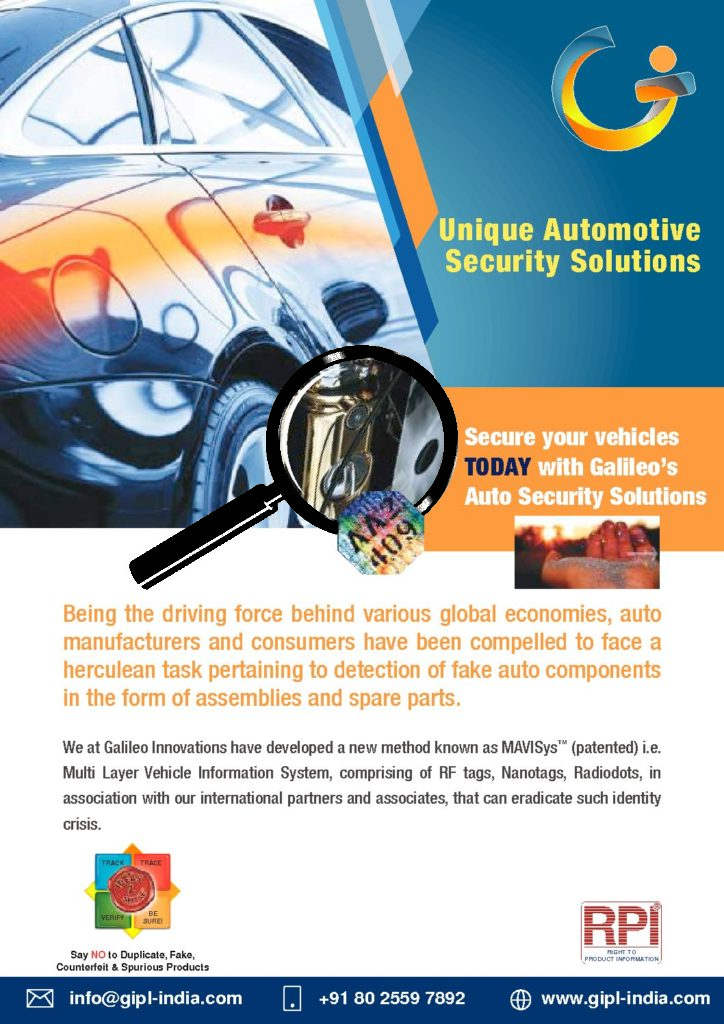 Unique Automotive
Security Solutions
Secure your vehicles
TODAY with Galileo's
Auto Security Solutions
AA2
409
Being the driving force behind various global economies, auto
manufacturers and consumers have been compelled to face a
herculean task pertaining to detection of fake auto components
in the form of assemblies and spare parts.
We at Galileo Innovations have developed a new method known as MAVISys™ (patented) i.e.
Multi Layer Vehicle Information System, comprising of RF tags, Nanotags, Radiodots, in
association with our international partners and associates, that can eradicate such identity
crisis.
TRACK TRACE
VERIFY BE
SURE!
Say NO to Duplicate, Fake,
Counterfeit & Spurious Products
RPI
RIGHT TO
PRODUCT INFORMATION
info@gipl-india.com +91 80 2559 7892 www.gipl-india.com